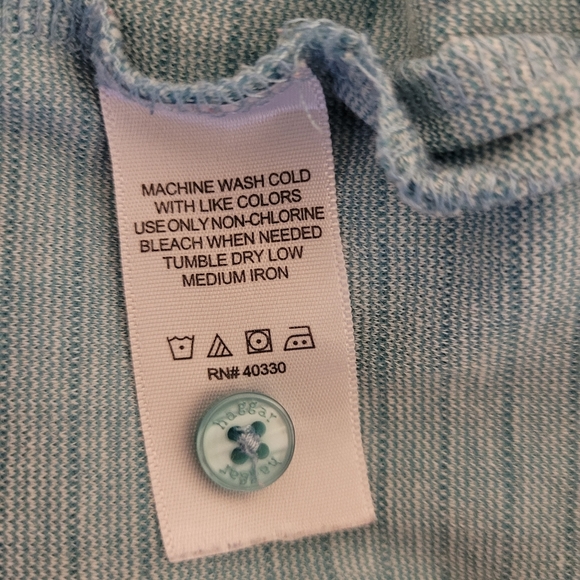 MACHINE WASH COLD
WITH LIKE COLORS
USE ONLY NON-CHLORINE
BLEACH WHEN NEEDED
TUMBLE DRY LOW
MEDIUM IRON
RN# 40330
haggar
haggar